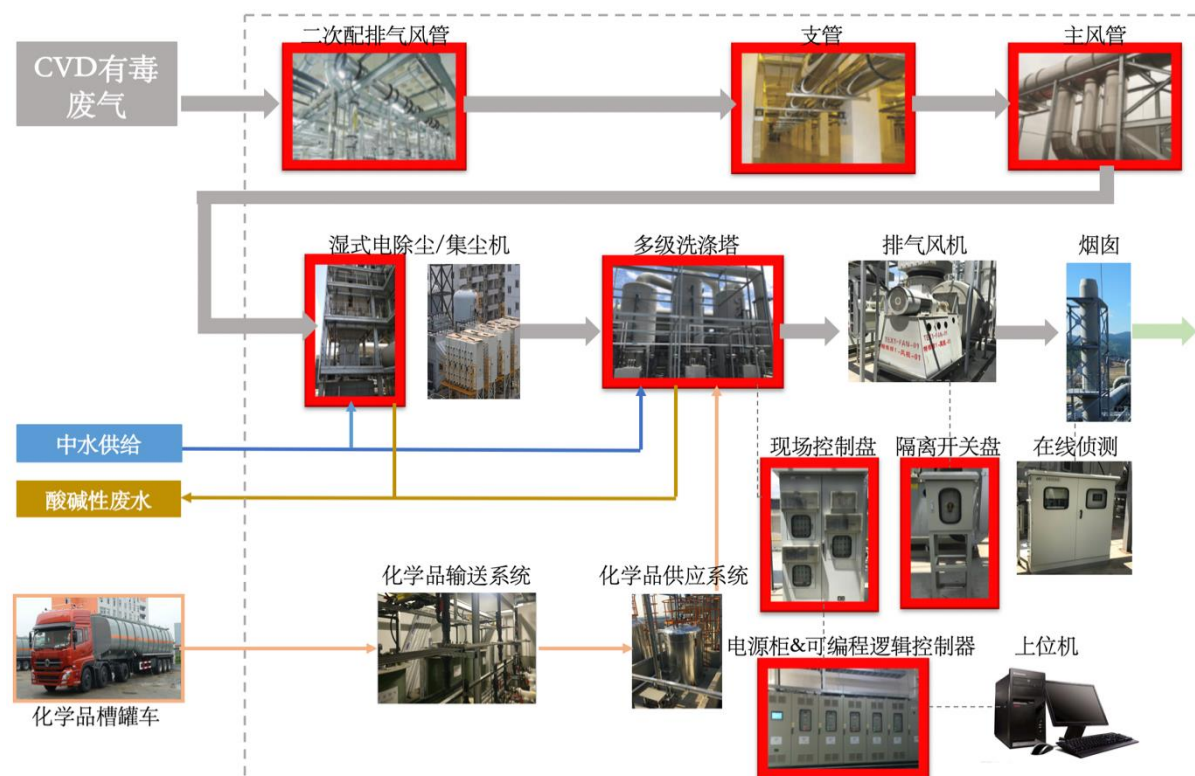 二次配排气风管
支管
主风管
CVD有毒
废气
湿式电除尘/集尘机
多级洗涤塔
排气风机
烟囱
中水供给
酸碱性废水
现场控制盘
隔离开关盘
在线侦测
化学品输送系统
化学品供应系统
电源柜&可编程逻辑控制器
上位机
化学品槽罐车